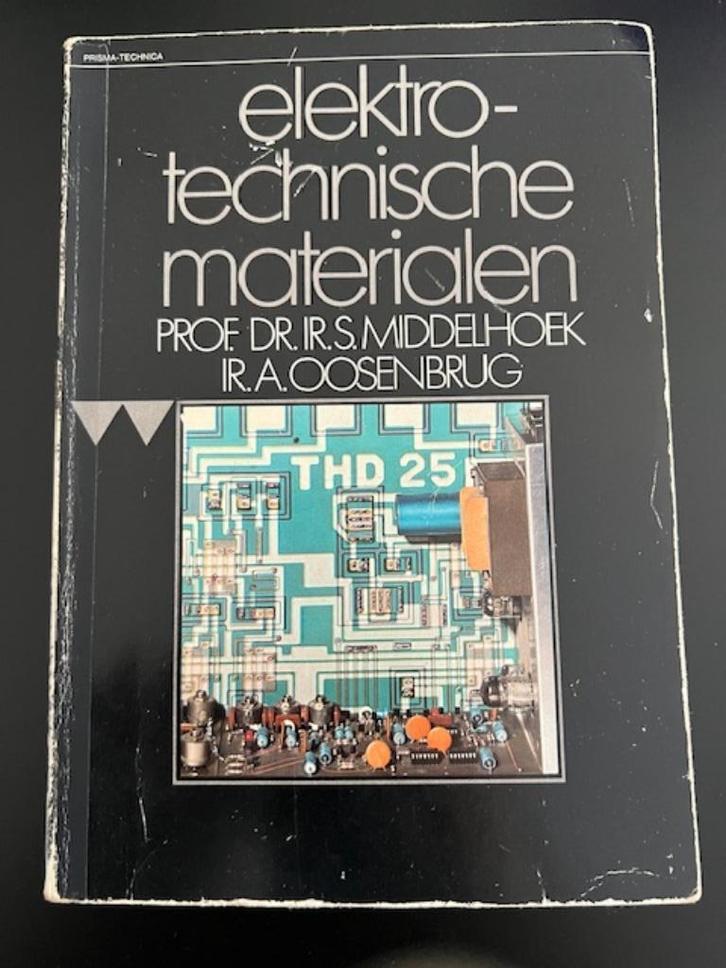 PRISMA-TECHNICA
elektro-
technische
materialen
PROF. DR. IR. S. MIDDELHOEK
IR. A. OOSENBRUG
THD 25